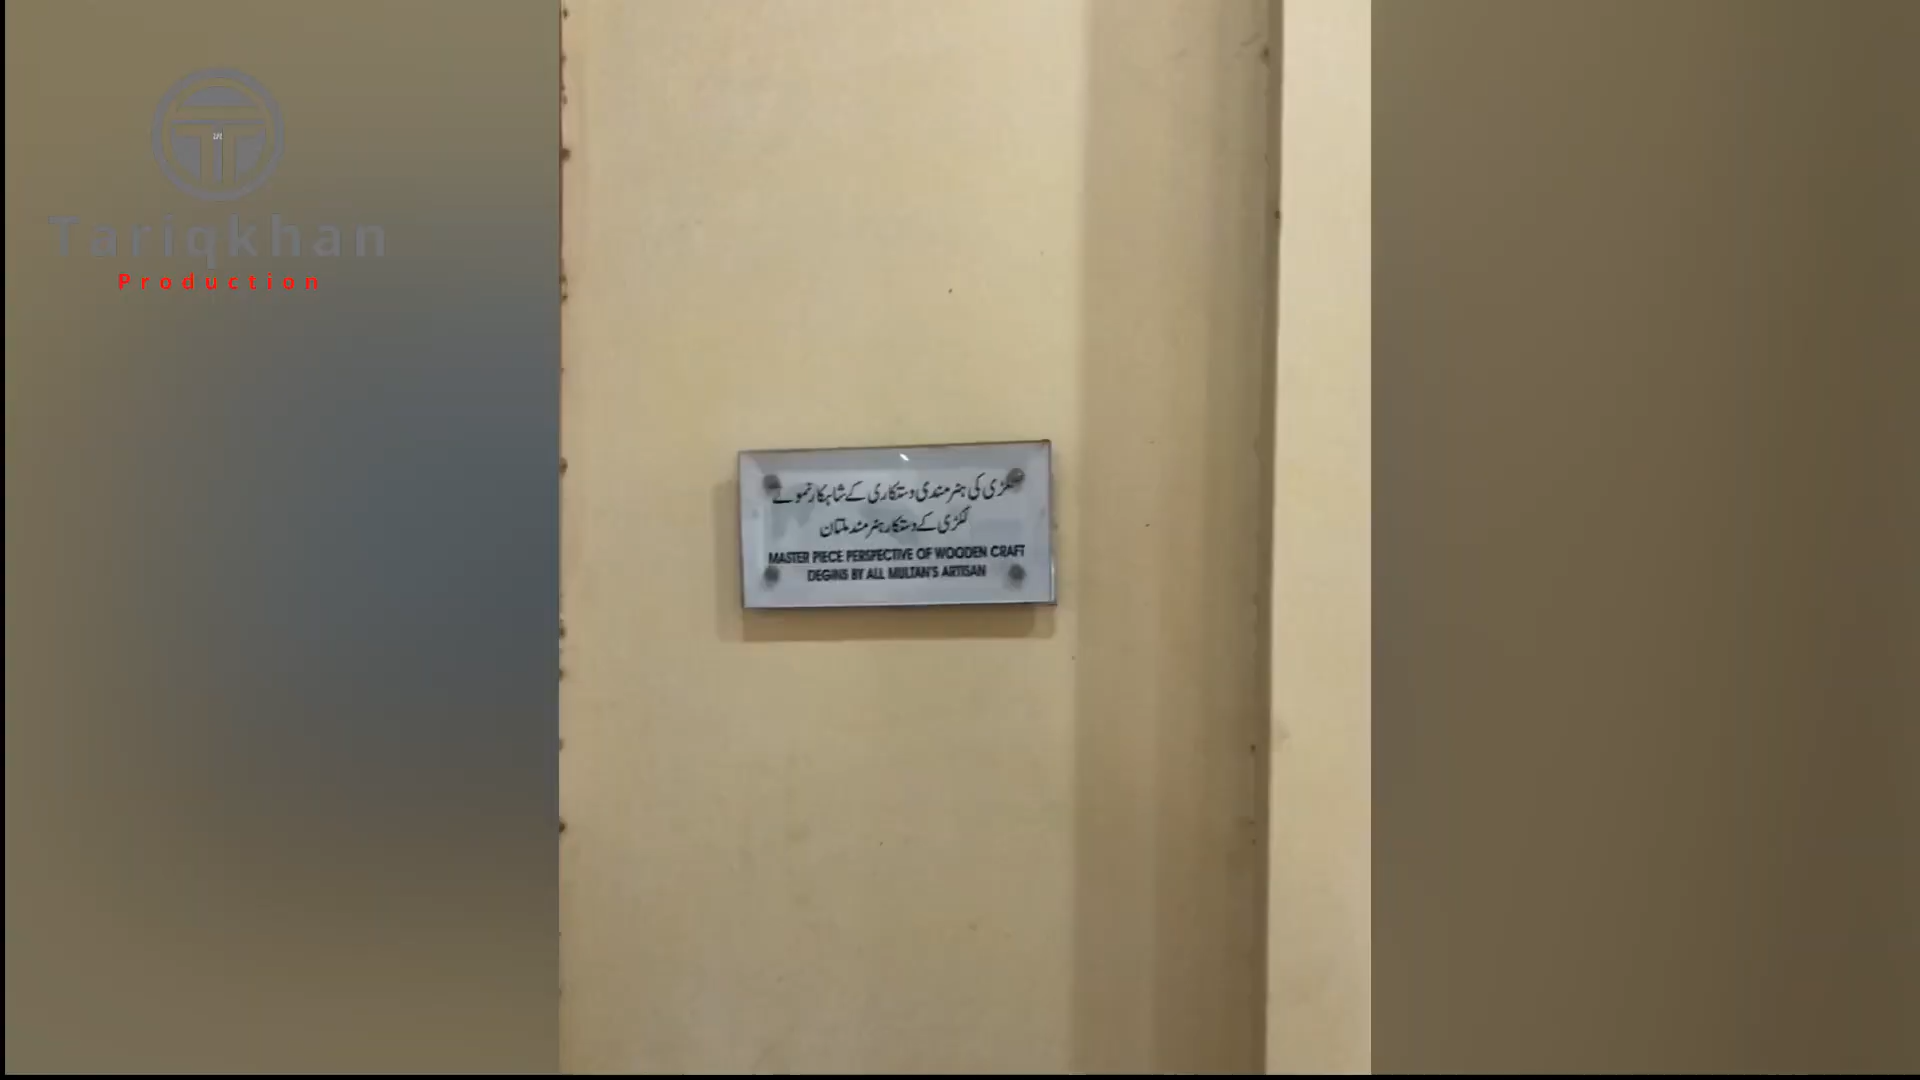 Tariqkhan
Production
لکڑی کی ہنرمندی دستکاری کے شاہکار نمونے
لکڑی کے دستکار ہنرمند ملتان
MASTER PIECE PERSPECTIVE OF WOODEN CRAFT
DEGINS BY ALL MULTAN'S ARTISAN